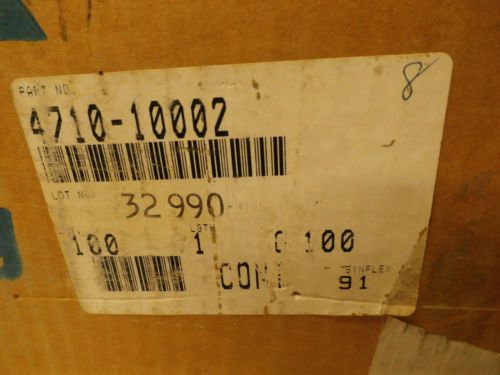 PART NO.
8
4710-10002
LOT NO.
32990
LGTH
100 1 @ 100
CONT SYNFLEX
91